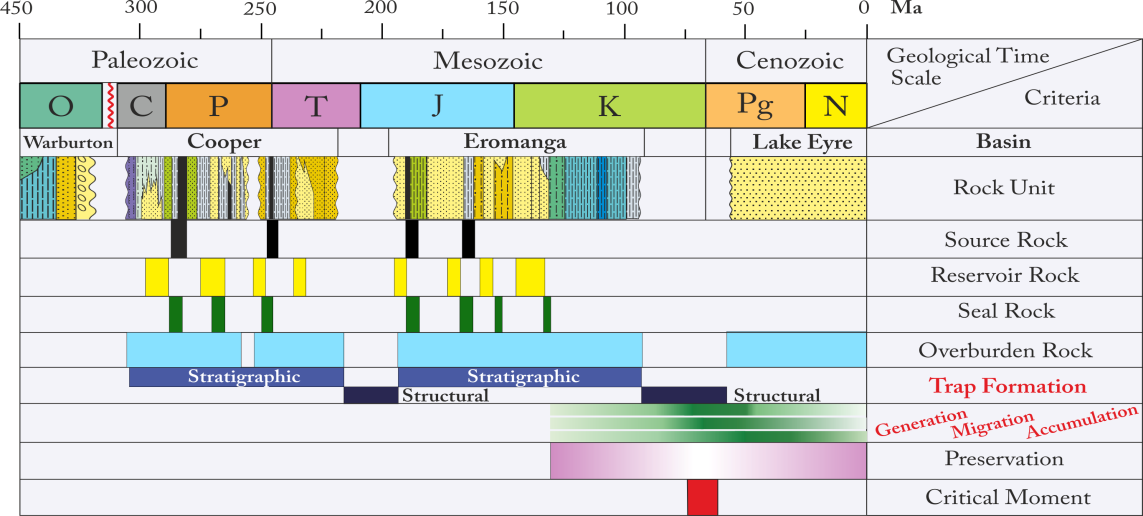 450 300 250 200 150 100 50 0 Ma
Paleozoic Mesozoic Cenozoic Geological Time
Scale
Criteria
O C P T J K Pg N
Warburton Cooper Eromanga Lake Eyre Basin
Rock Unit
Source Rock
Reservoir Rock
Seal Rock
Overburden Rock
Stratigraphic Stratigraphic
Trap Formation
Structural Structural
Generation Migration Accumulation
Preservation
Critical Moment